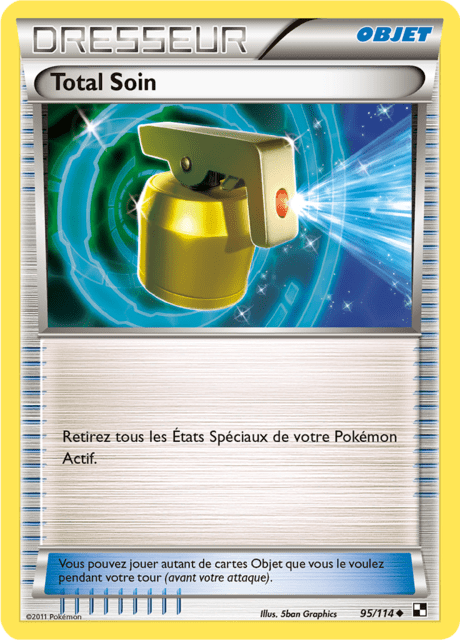 DRESSEUR
OBJET
Total Soin
Retirez tous les États Spéciaux de votre Pokémon
Actif.
Vous pouvez jouer autant de cartes Objet que vous le voulez
pendant votre tour (avant votre attaque).
©2011 Pokémon
Illus. 5ban Graphics
95/114